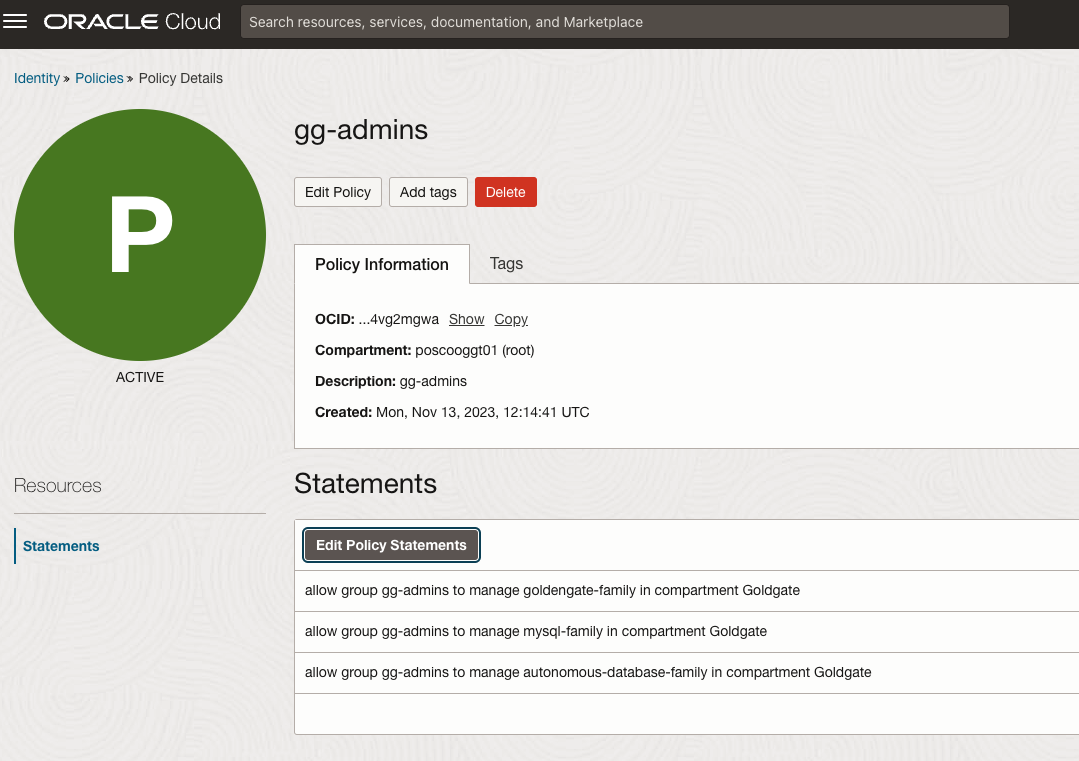 ORACLE Cloud
Search resources, services, documentation, and Marketplace
Identity » Policies » Policy Details
P
ACTIVE
gg-admins
Edit Policy
Add tags
Delete
Policy Information
Tags
OCID: ...4vg2mgwa Show Copy
Compartment: poscooggt01 (root)
Description: gg-admins
Created: Mon, Nov 13, 2023, 12:14:41 UTC
Resources
Statements
Statements
Edit Policy Statements
allow group gg-admins to manage goldengate-family in compartment Goldgate
allow group gg-admins to manage mysql-family in compartment Goldgate
allow group gg-admins to manage autonomous-database-family in compartment Goldgate